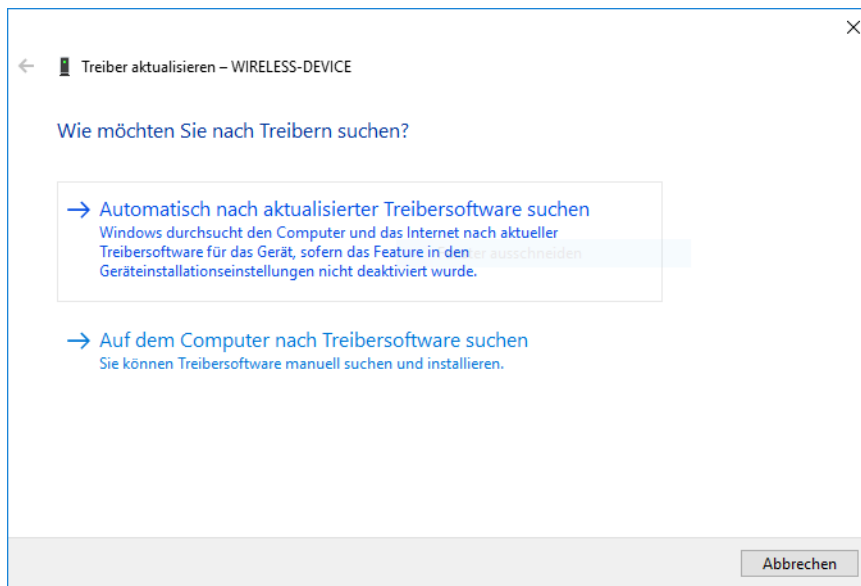 Treiber aktualisieren – WIRELESS-DEVICE
Wie möchten Sie nach Treibern suchen?
Automatisch nach aktualisierter Treibersoftware suchen
Windows durchsucht den Computer und das Internet nach aktueller
Treibersoftware für das Gerät, sofern das Feature in den
Geräteinstallationseinstellungen nicht deaktiviert wurde.
ausschneiden
Auf dem Computer nach Treibersoftware suchen
Sie können Treibersoftware manuell suchen und installieren.
Abbrechen